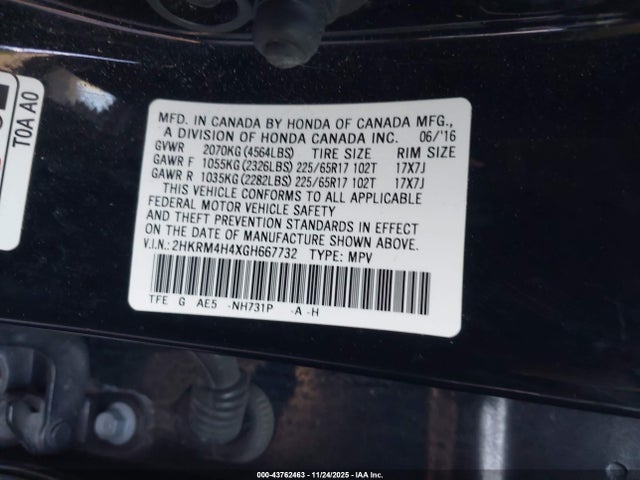 MFD. IN CANADA BY HONDA OF CANADA MFG.,
A DIVISION OF HONDA CANADA INC. 06/'16
GVWR 2070KG (4564LBS) TIRE SIZE RIM SIZE
GAWR F 1055KG (2326LBS) 225/65R17 102T 17X7J
GAWR R 1035KG (2282LBS) 225/65R17 102T 17X7J
THIS VEHICLE CONFORMS TO ALL APPLICABLE
FEDERAL MOTOR VEHICLE SAFETY
AND THEFT PREVENTION STANDARDS IN EFFECT
ON THE DATE OF MANUFACTURE SHOWN ABOVE.
V.I.N.: 2HKRM4H4XGH667732 TYPE: MPV
TFE G AE5 -NH731P -A -H
T0A A0
000-43762463 - 11/24/2025 - IAA Inc.